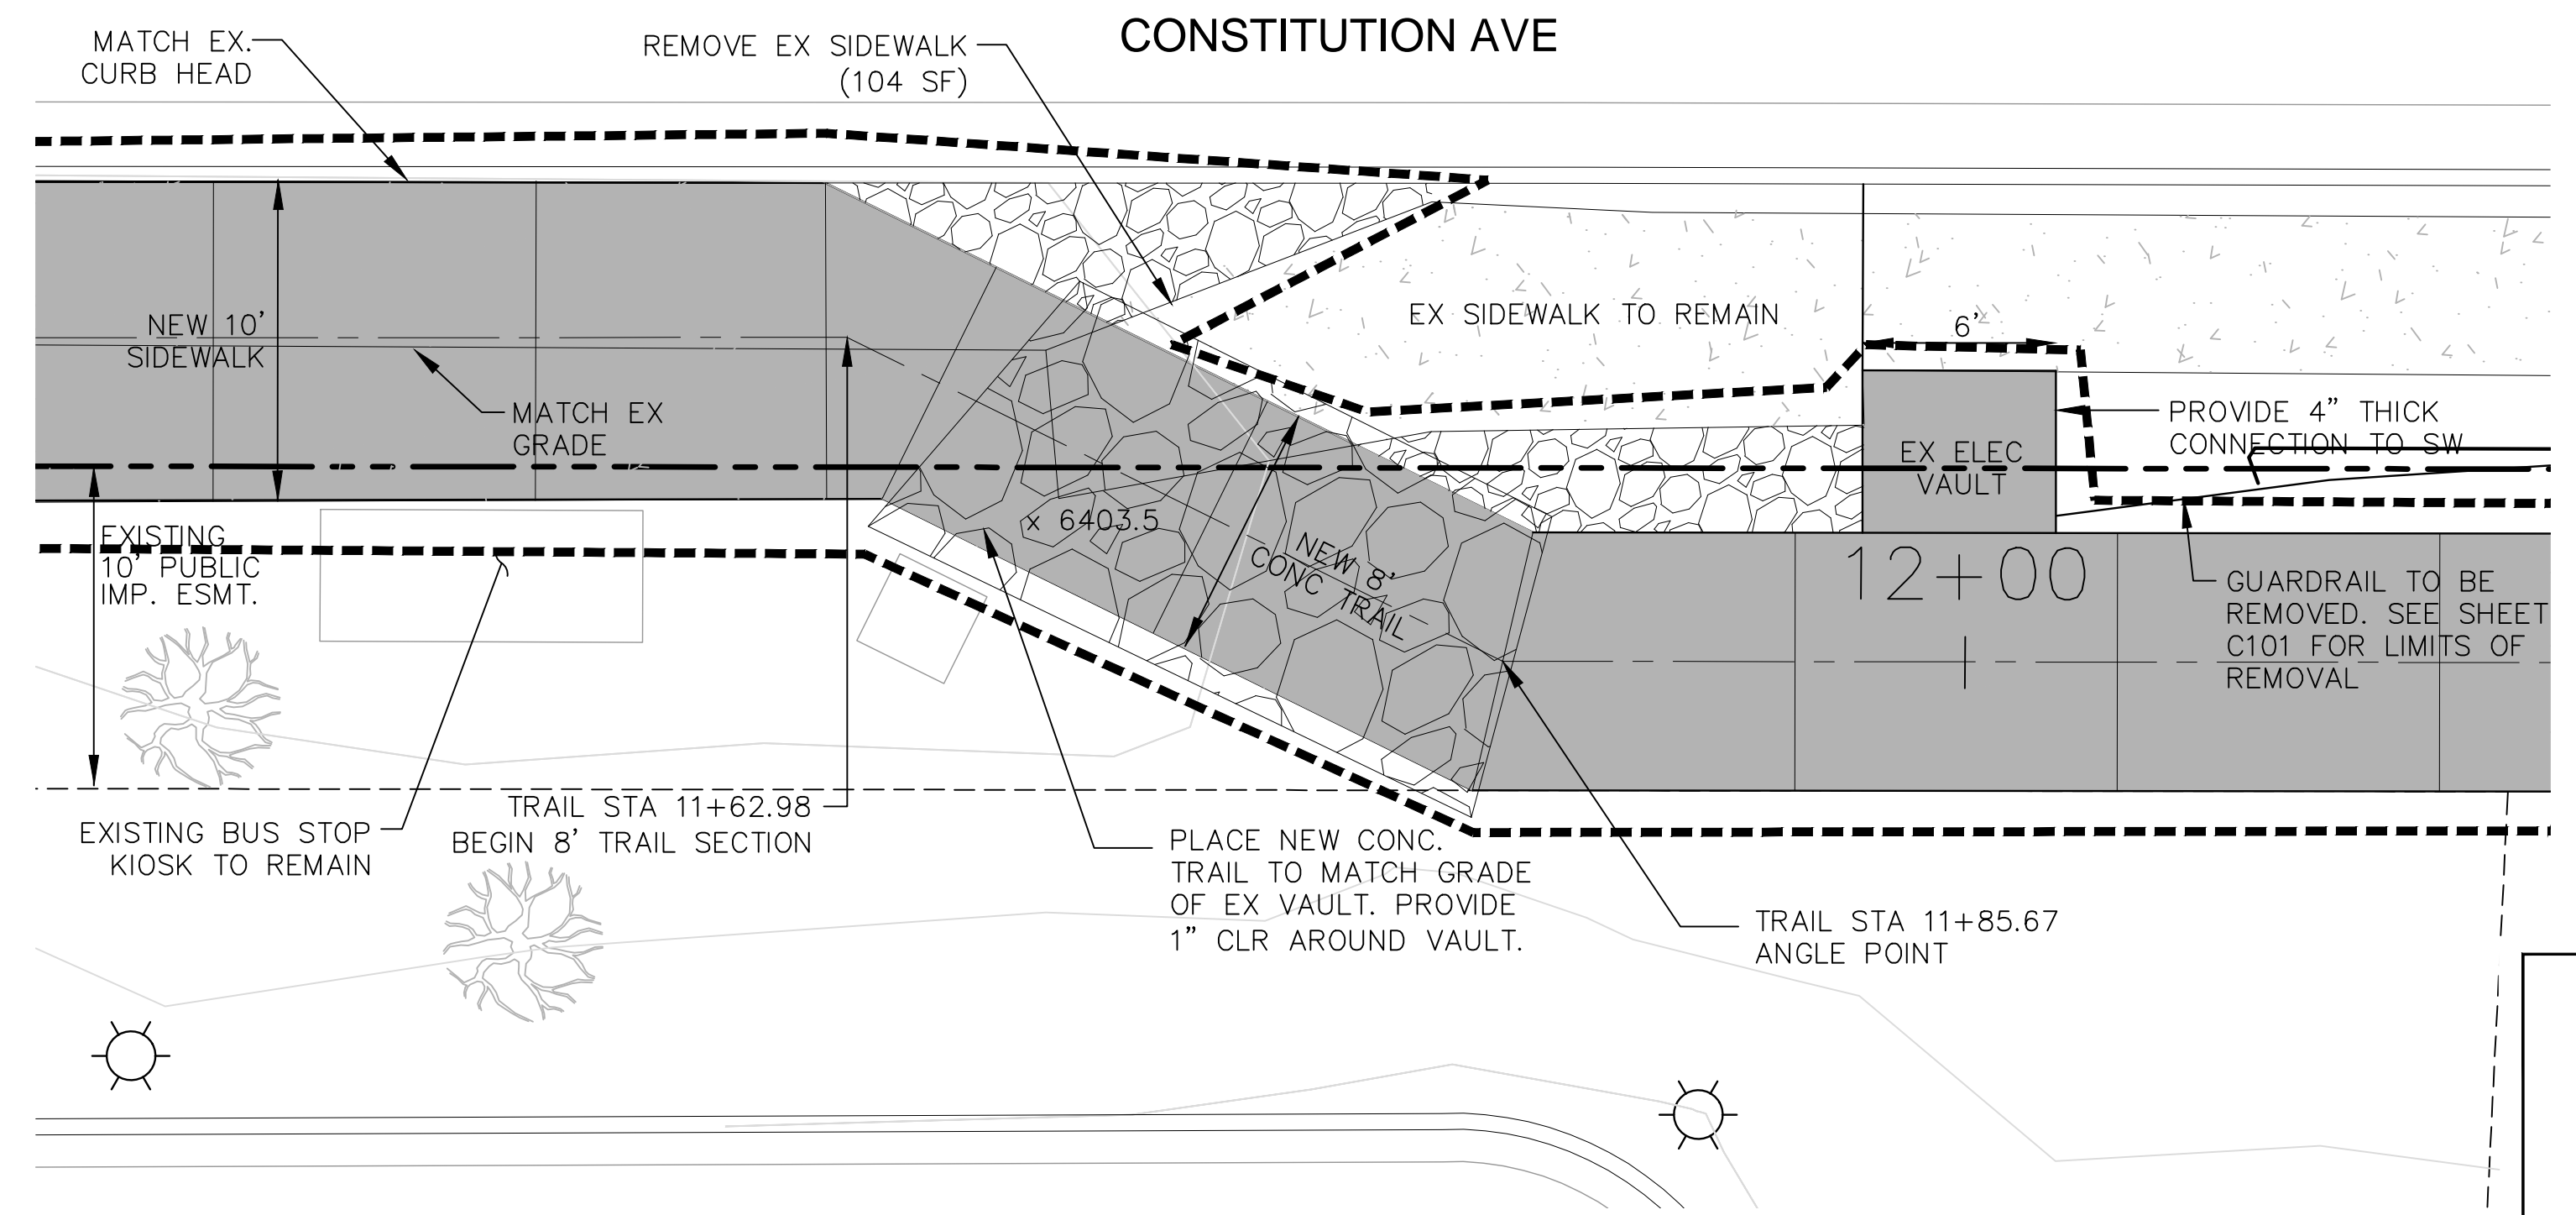 CONSTITUTION AVE
MATCH EX.
CURB HEAD
REMOVE EX SIDEWALK
(104 SF)
NEW 10'
SIDEWALK
MATCH EX
GRADE
EX SIDEWALK TO REMAIN
6'
PROVIDE 4" THICK
CONNECTION TO SW
EX ELEC
VAULT
x 6403.5
NEW 8'
CONC TRAIL
12+00
EXISTING
10' PUBLIC
IMP. ESMT.
GUARDRAIL TO BE
REMOVED. SEE SHEET
C101 FOR LIMITS OF
REMOVAL
EXISTING BUS STOP
KIOSK TO REMAIN
TRAIL STA 11+62.98
BEGIN 8' TRAIL SECTION
PLACE NEW CONC.
TRAIL TO MATCH GRADE
OF EX VAULT. PROVIDE
1" CLR AROUND VAULT.
TRAIL STA 11+85.67
ANGLE POINT